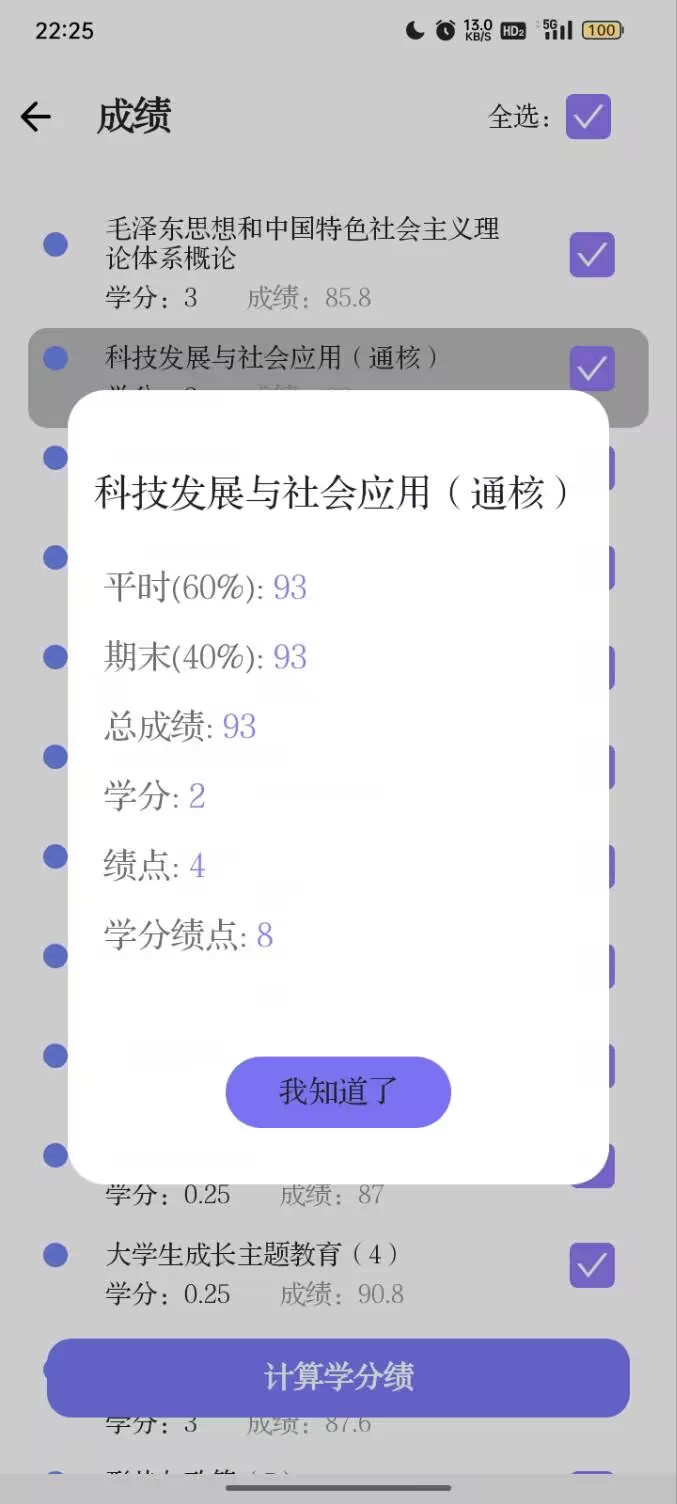 22:25
13.0 KB/S HD2 5G 100
成绩
全选：
毛泽东思想和中国特色社会主义理
论体系概论
学分：3 成绩：85.8
科技发展与社会应用（通核）
科技发展与社会应用（通核）
平时(60%): 93
期末(40%): 93
总成绩: 93
学分: 2
绩点: 4
学分绩点: 8
我知道了
学分：0.25 成绩：87
大学生成长主题教育（4）
学分：0.25 成绩：90.8
计算学分绩
学分：3 成绩：87.6